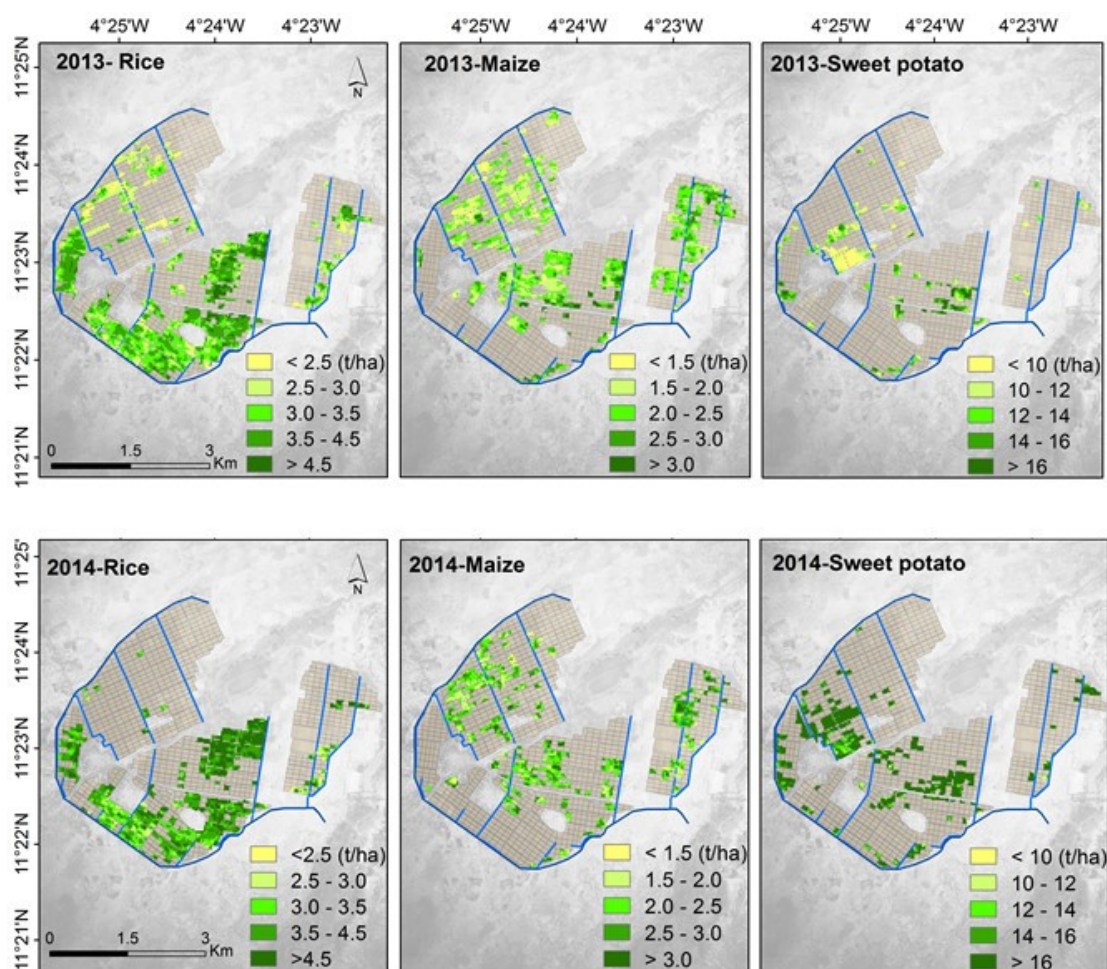 4°25'W 4°24'W 4°23'W 4°25'W 4°24'W 4°23'W 4°25'W 4°24'W 4°23'W
11°25'N
11°24'N
11°23'N
11°22'N
11°21'N
2013- Rice
N
< 2.5 (t/ha)
2.5 - 3.0
3.0 - 3.5
3.5 - 4.5
> 4.5
0 1.5 3
Km
2013-Maize
< 1.5 (t/ha)
1.5 - 2.0
2.0 - 2.5
2.5 - 3.0
> 3.0
2013-Sweet potato
< 10 (t/ha)
10 - 12
12 - 14
14 - 16
> 16
11°25'
11°24'N
11°23'N
11°22'N
11°21'N
2014-Rice
N
<2.5 (t/ha)
2.5 - 3.0
3.0 - 3.5
3.5 - 4.5
>4.5
0 1.5 3
Km
2014-Maize
< 1.5 (t/ha)
1.5 - 2.0
2.0 - 2.5
2.5 - 3.0
> 3.0
2014-Sweet potato
< 10 (t/ha)
10 - 12
12 - 14
14 - 16
> 16